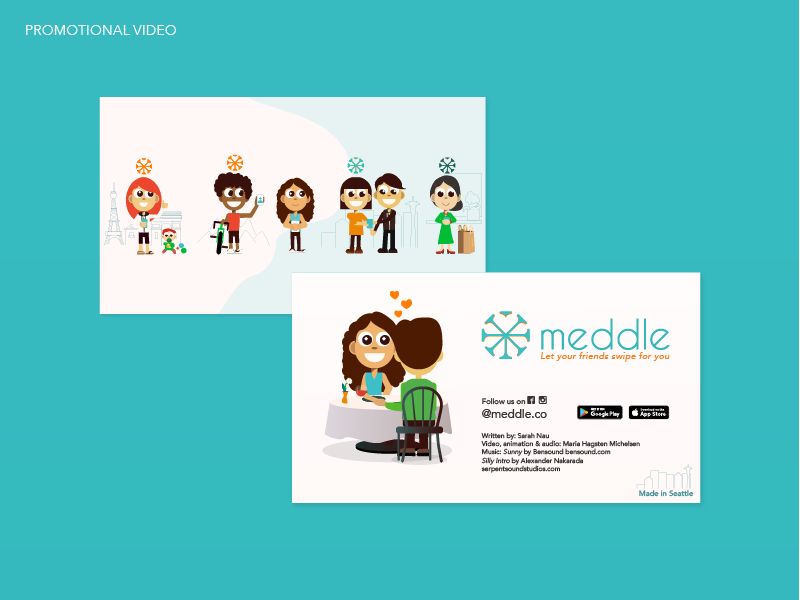 PROMOTIONAL VIDEO
meddle
Let your friends swipe for you
Follow us on
@meddle.co
GET IT ON
Google Play
Download on the
App Store
Written by: Sarah Nau
Video, animation & audio: Maria Hagsten Michelsen
Music: Sunny by Bensound bensound.com
Silly Intro by Alexander Nakarada
serpentsoundstudios.com
Made in Seattle